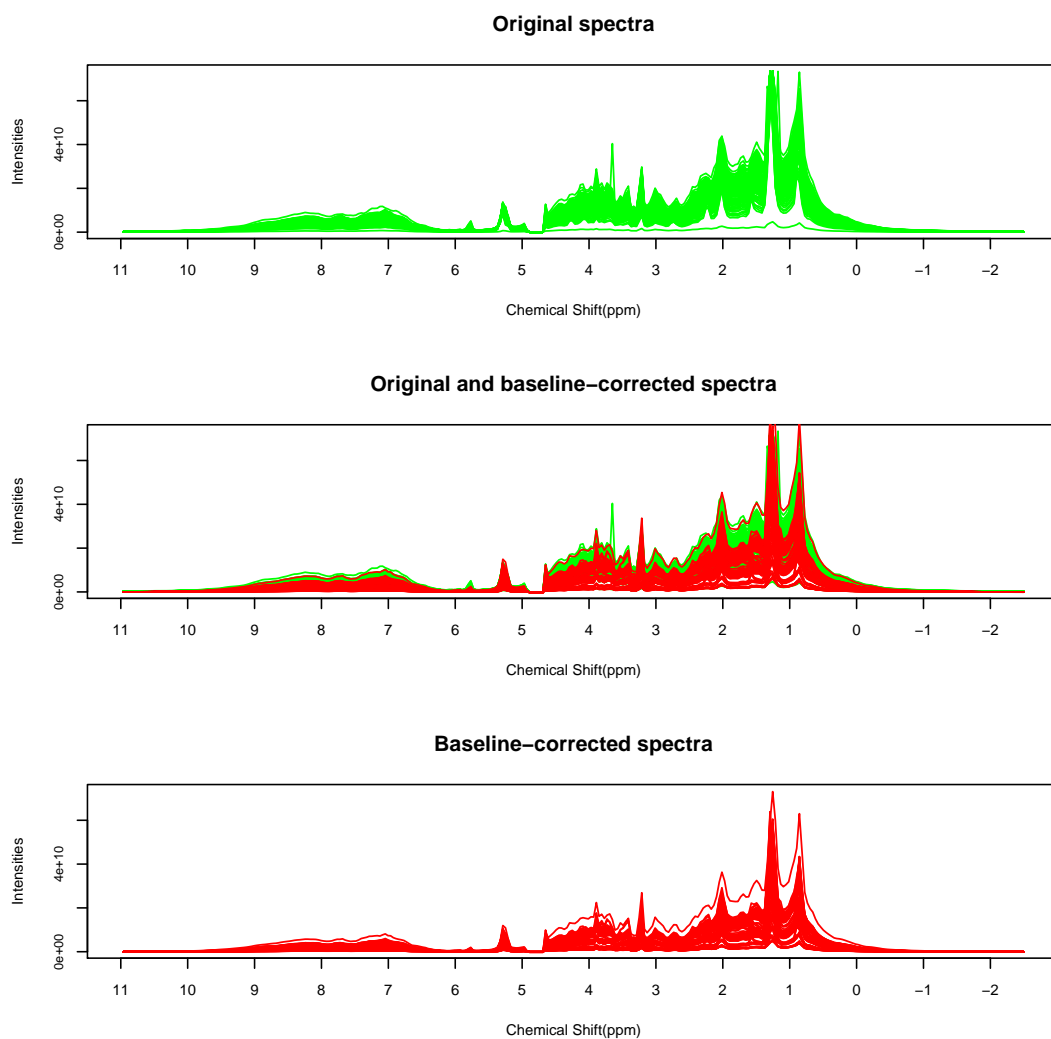 Original spectra
Intensities
0e+00 4e+10
11 10 9 8 7 6 5 4 3 2 1 0 −1 −2
Chemical Shift(ppm)
Original and baseline−corrected spectra
Intensities
0e+00 4e+10
11 10 9 8 7 6 5 4 3 2 1 0 −1 −2
Chemical Shift(ppm)
Baseline−corrected spectra
Intensities
0e+00 4e+10
11 10 9 8 7 6 5 4 3 2 1 0 −1 −2
Chemical Shift(ppm)